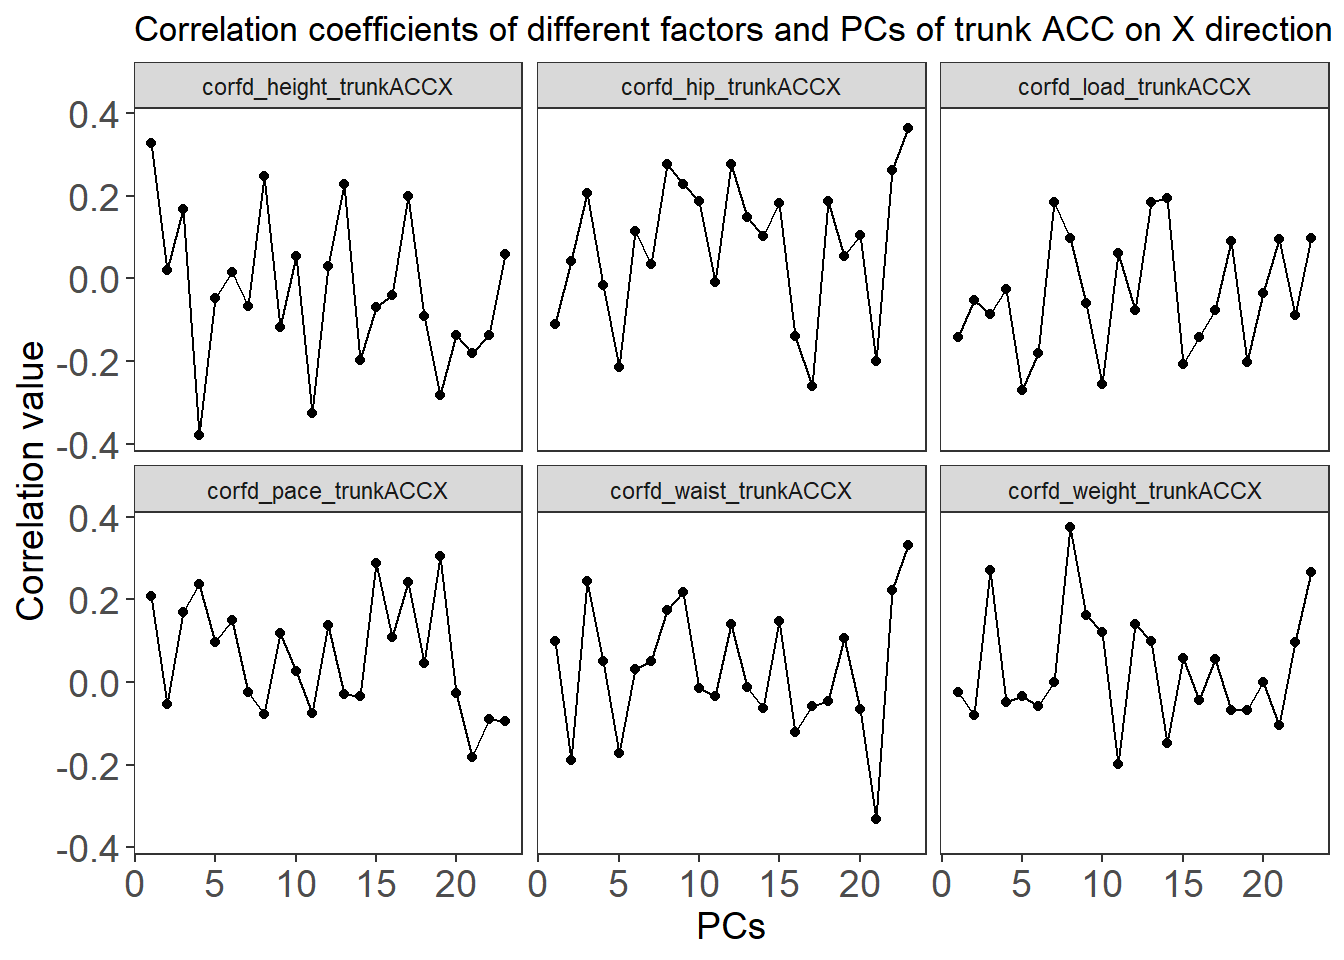 Correlation coefficients of different factors and PCs of trunk ACC on X direction
corfd_height_trunkACCX
corfd_hip_trunkACCX
corfd_load_trunkACCX
0.4
0.2
0.0
-0.2
-0.4
Correlation value
corfd_pace_trunkACCX
corfd_waist_trunkACCX
corfd_weight_trunkACCX
0.4
0.2
0.0
-0.2
-0.4
0 5 10 15 20
0 5 10 15 20
0 5 10 15 20
PCs